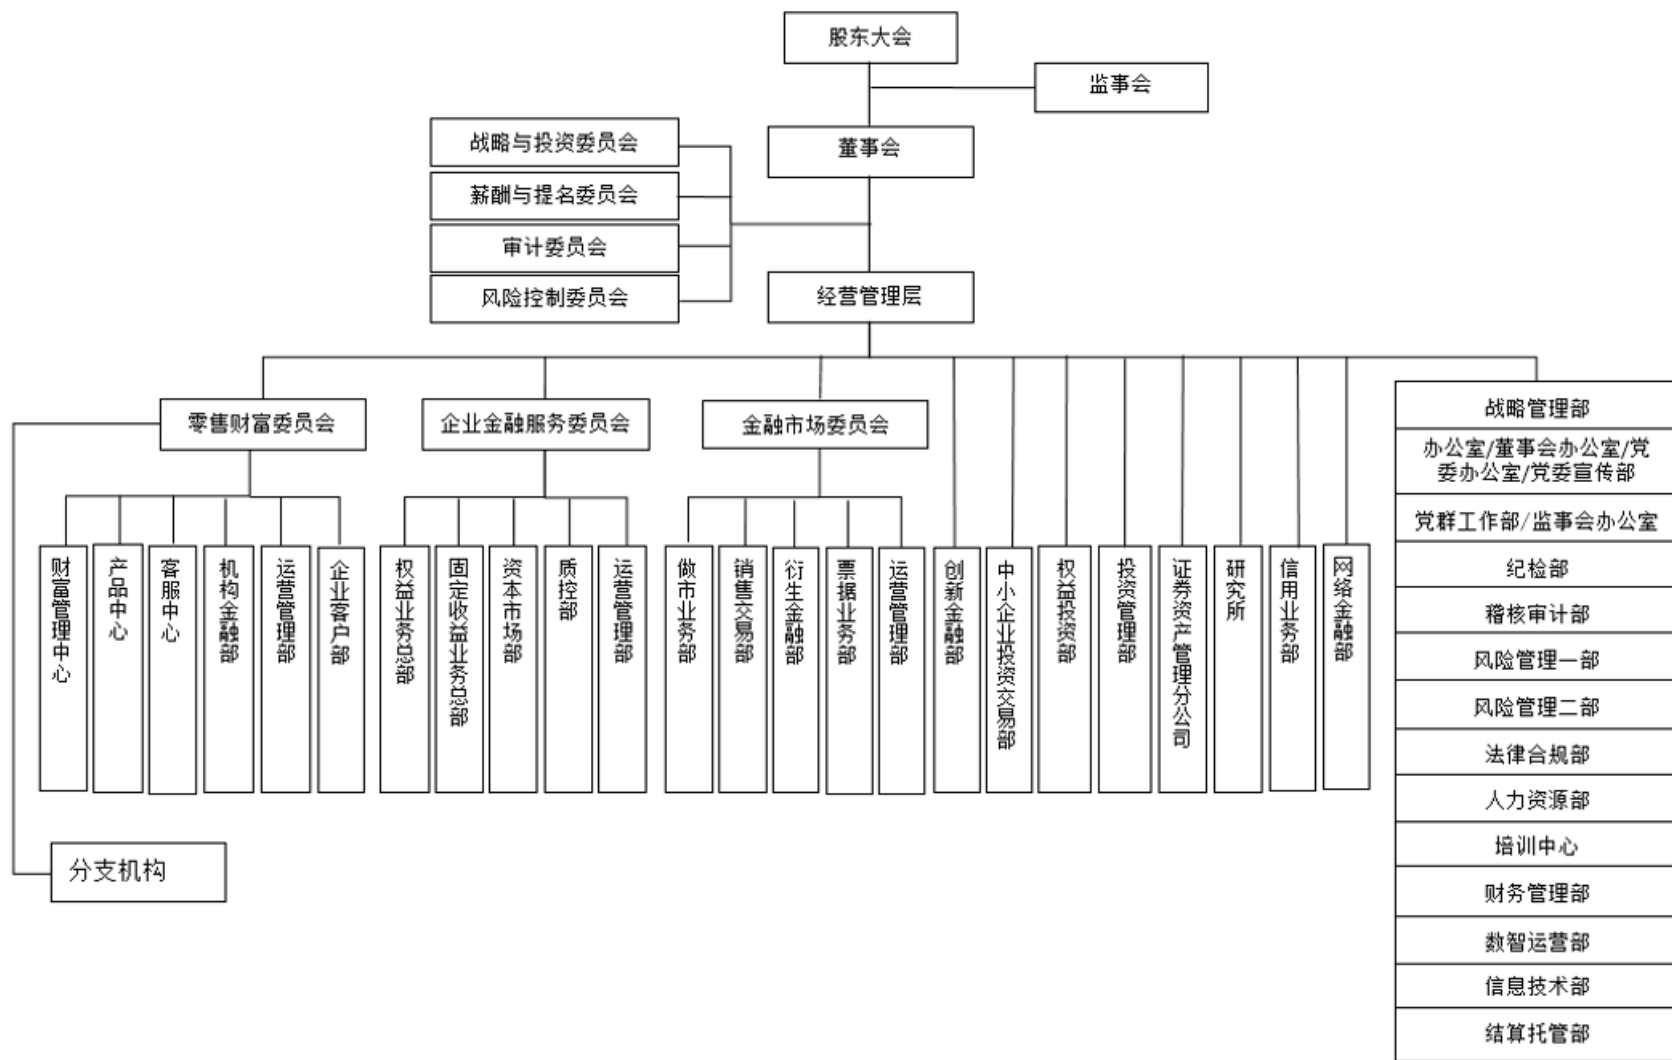 股东大会
监事会
董事会
战略与投资委员会
薪酬与提名委员会
审计委员会
风险控制委员会
经营管理层
零售财富委员会
企业金融服务委员会
金融市场委员会
财富管理中心
产品中心
客服中心
机构金融部
运营管理部
企业客户部
权益业务总部
固定收益业务总部
资本市场部
质控部
运营管理部
做市业务部
销售交易部
衍生金融部
票据业务部
运营管理部
创新金融部
中小企业投资交易部
权益投资部
投资管理部
证券资产管理分公司
研究所
信用业务部
网络金融部
分支机构
战略管理部
办公室/董事会办公室/党
委办公室/党委宣传部
党群工作部/监事会办公室
纪检部
稽核审计部
风险管理一部
风险管理二部
法律合规部
人力资源部
培训中心
财务管理部
数智运营部
信息技术部
结算托管部